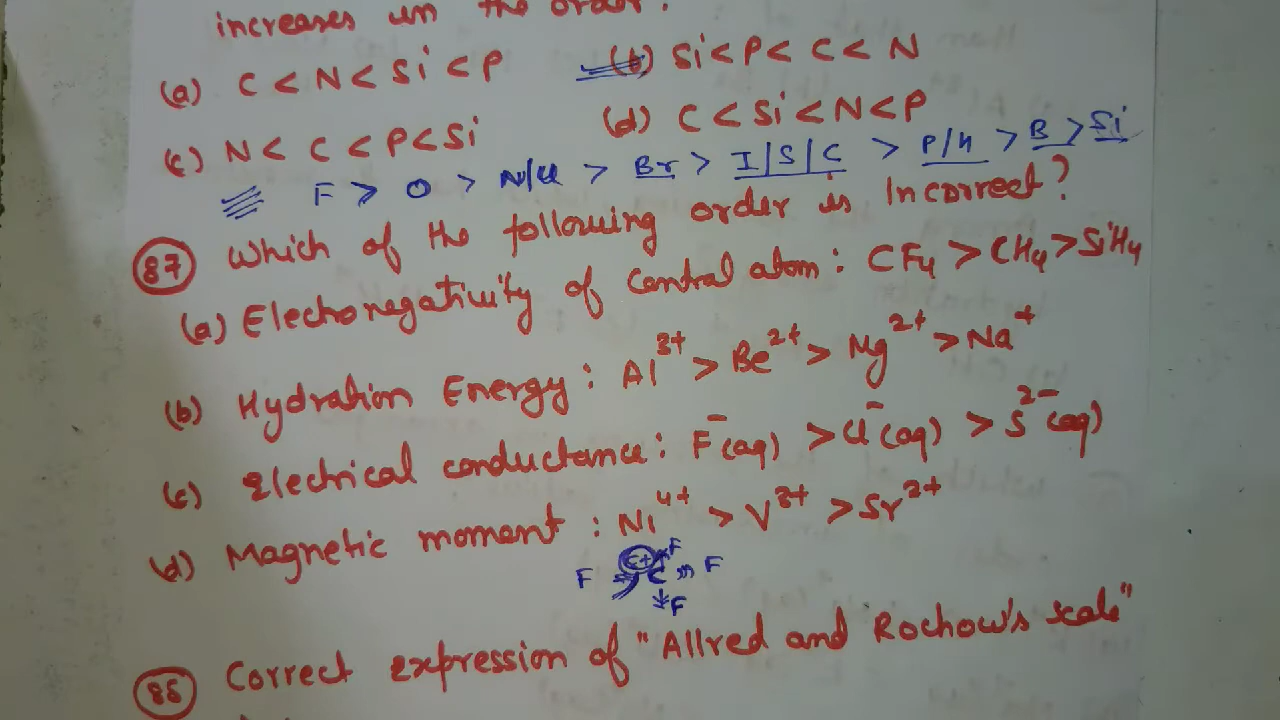 increases in the order.
(a) C < N < Si < P (b) Si < P < C < N
(c) N < C < P < Si (d) C < Si < N < P
F > O > N/Cl > Br > I/S/C > P/H > B > Si
87 Which of the following order is Incorrect?
(a) Electronegativity of Central atom : CF4 > CH4 > SiH4
(b) Hydration Energy : Al3+ > Be2+ > Mg2+ > Na+
(c) Electrical conductance : F-(aq) > Cl-(aq) > S2-(aq)
(d) Magnetic moment : Ni4+ > V3+ > Sr2+
F
F C F
F
88 Correct expression of "Allred and Rochow's scale"